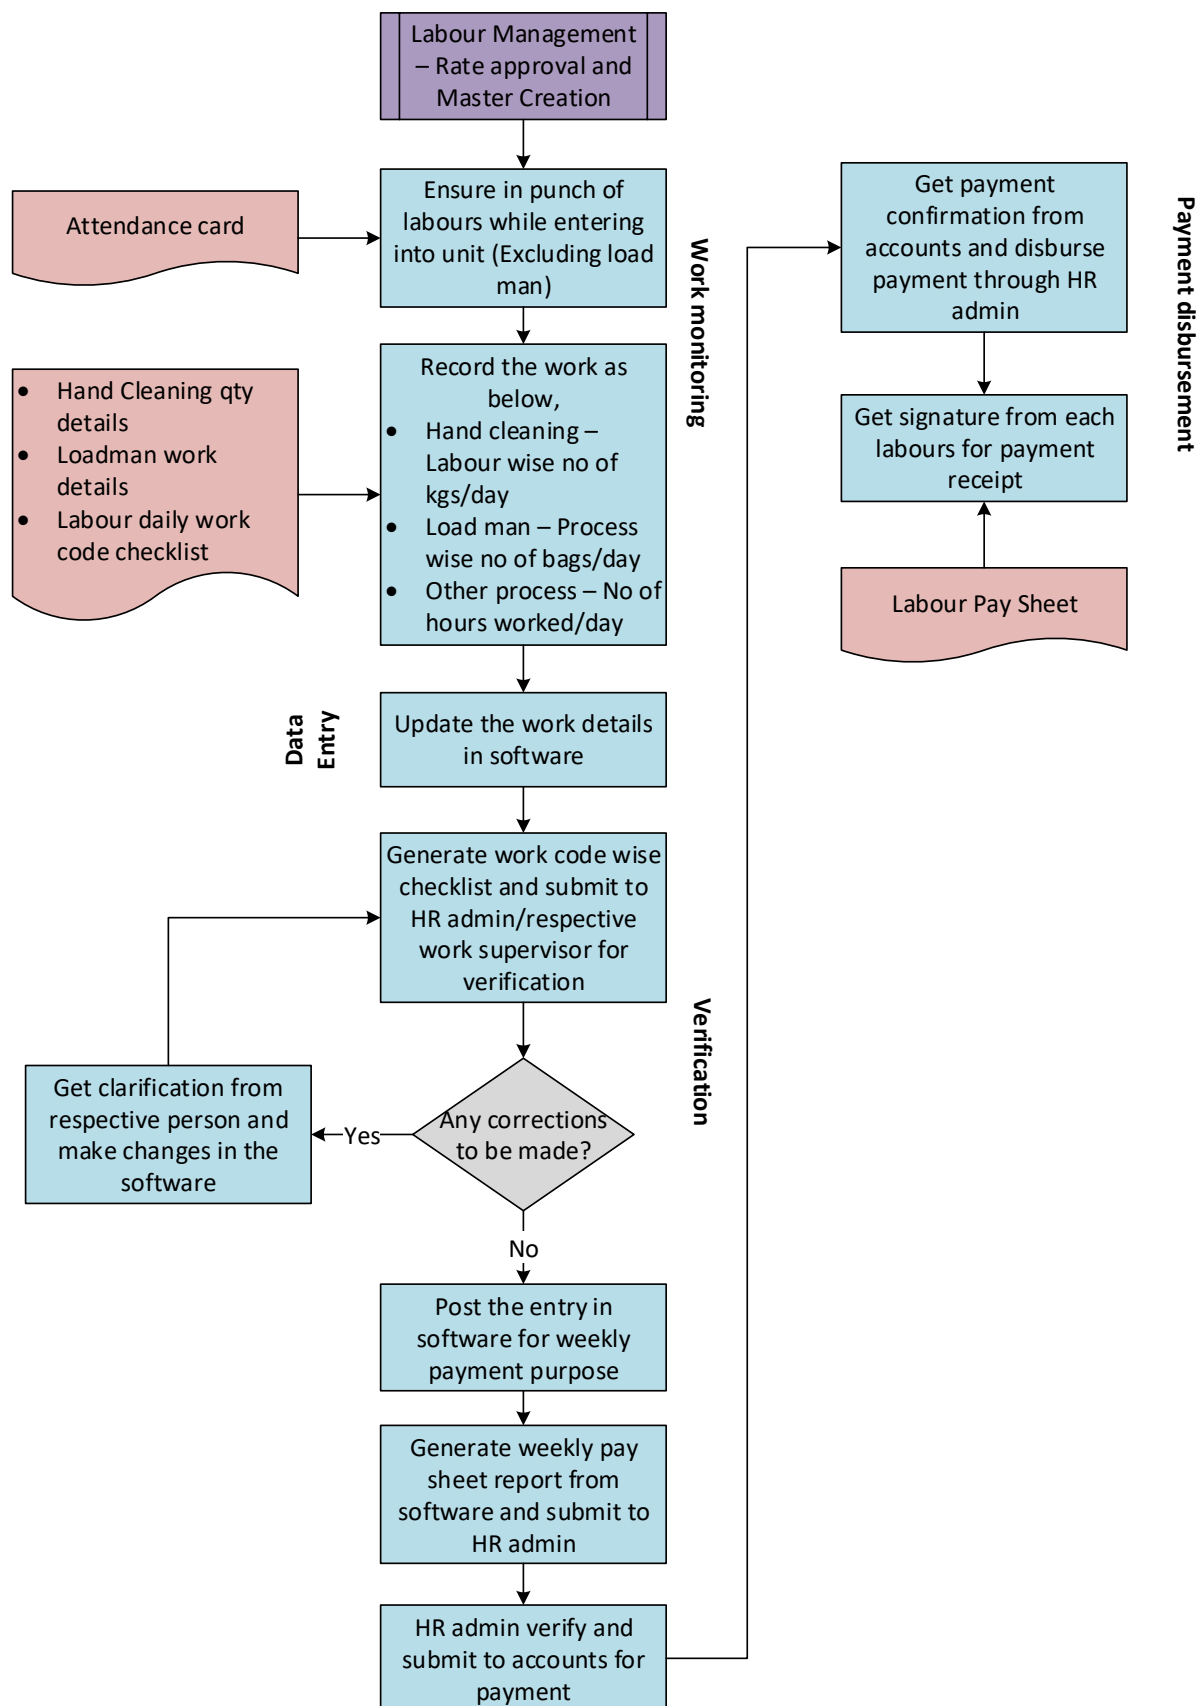 Labour Management
– Rate approval and
Master Creation
Attendance card
Ensure in punch of
labours while entering
into unit (Excluding load
man)
Work monitoring
• Hand Cleaning qty
details
• Loadman work
details
• Labour daily work
code checklist
Record the work as
below,
• Hand cleaning –
Labour wise no of
kgs/day
• Load man – Process
wise no of bags/day
• Other process – No of
hours worked/day
Data
Entry
Update the work details
in software
Generate work code wise
checklist and submit to
HR admin/respective
work supervisor for
verification
Verification
Any corrections
to be made?
Yes
Get clarification from
respective person and
make changes in the
software
No
Post the entry in
software for weekly
payment purpose
Generate weekly pay
sheet report from
software and submit to
HR admin
HR admin verify and
submit to accounts for
payment
Get payment
confirmation from
accounts and disburse
payment through HR
admin
Payment disbursement
Get signature from each
labours for payment
receipt
Labour Pay Sheet